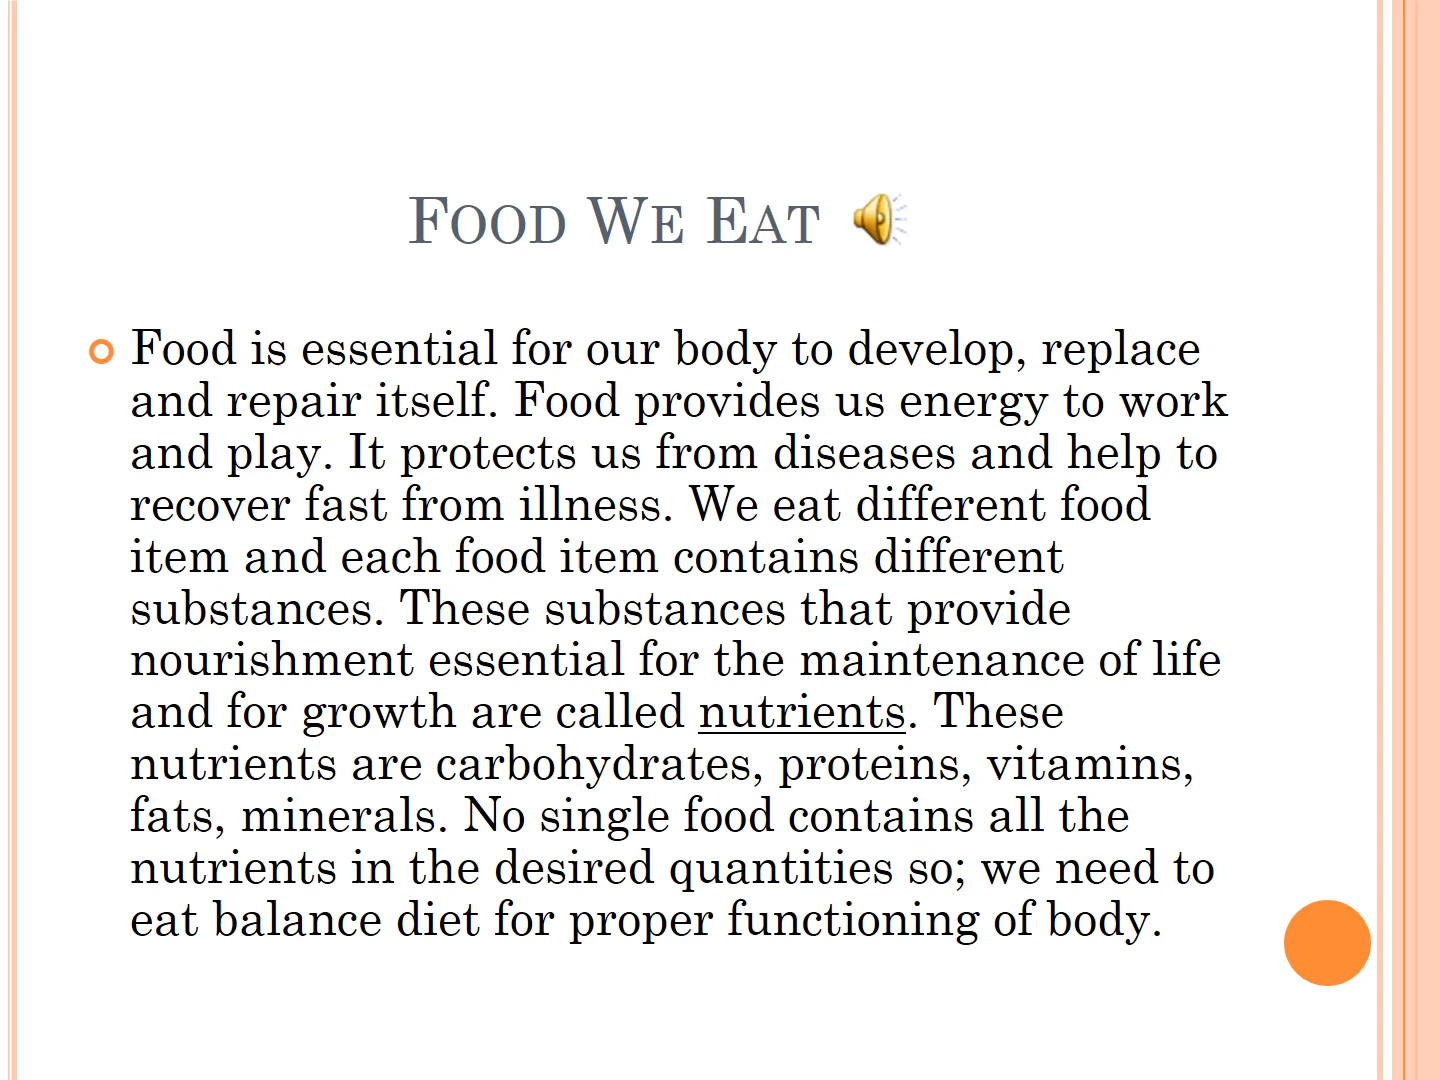 Food We Eat
Food is essential for our body to develop, replace
and repair itself. Food provides us energy to work
and play. It protects us from diseases and help to
recover fast from illness. We eat different food
item and each food item contains different
substances. These substances that provide
nourishment essential for the maintenance of life
and for growth are called nutrients. These
nutrients are carbohydrates, proteins, vitamins,
fats, minerals. No single food contains all the
nutrients in the desired quantities so; we need to
eat balance diet for proper functioning of body.